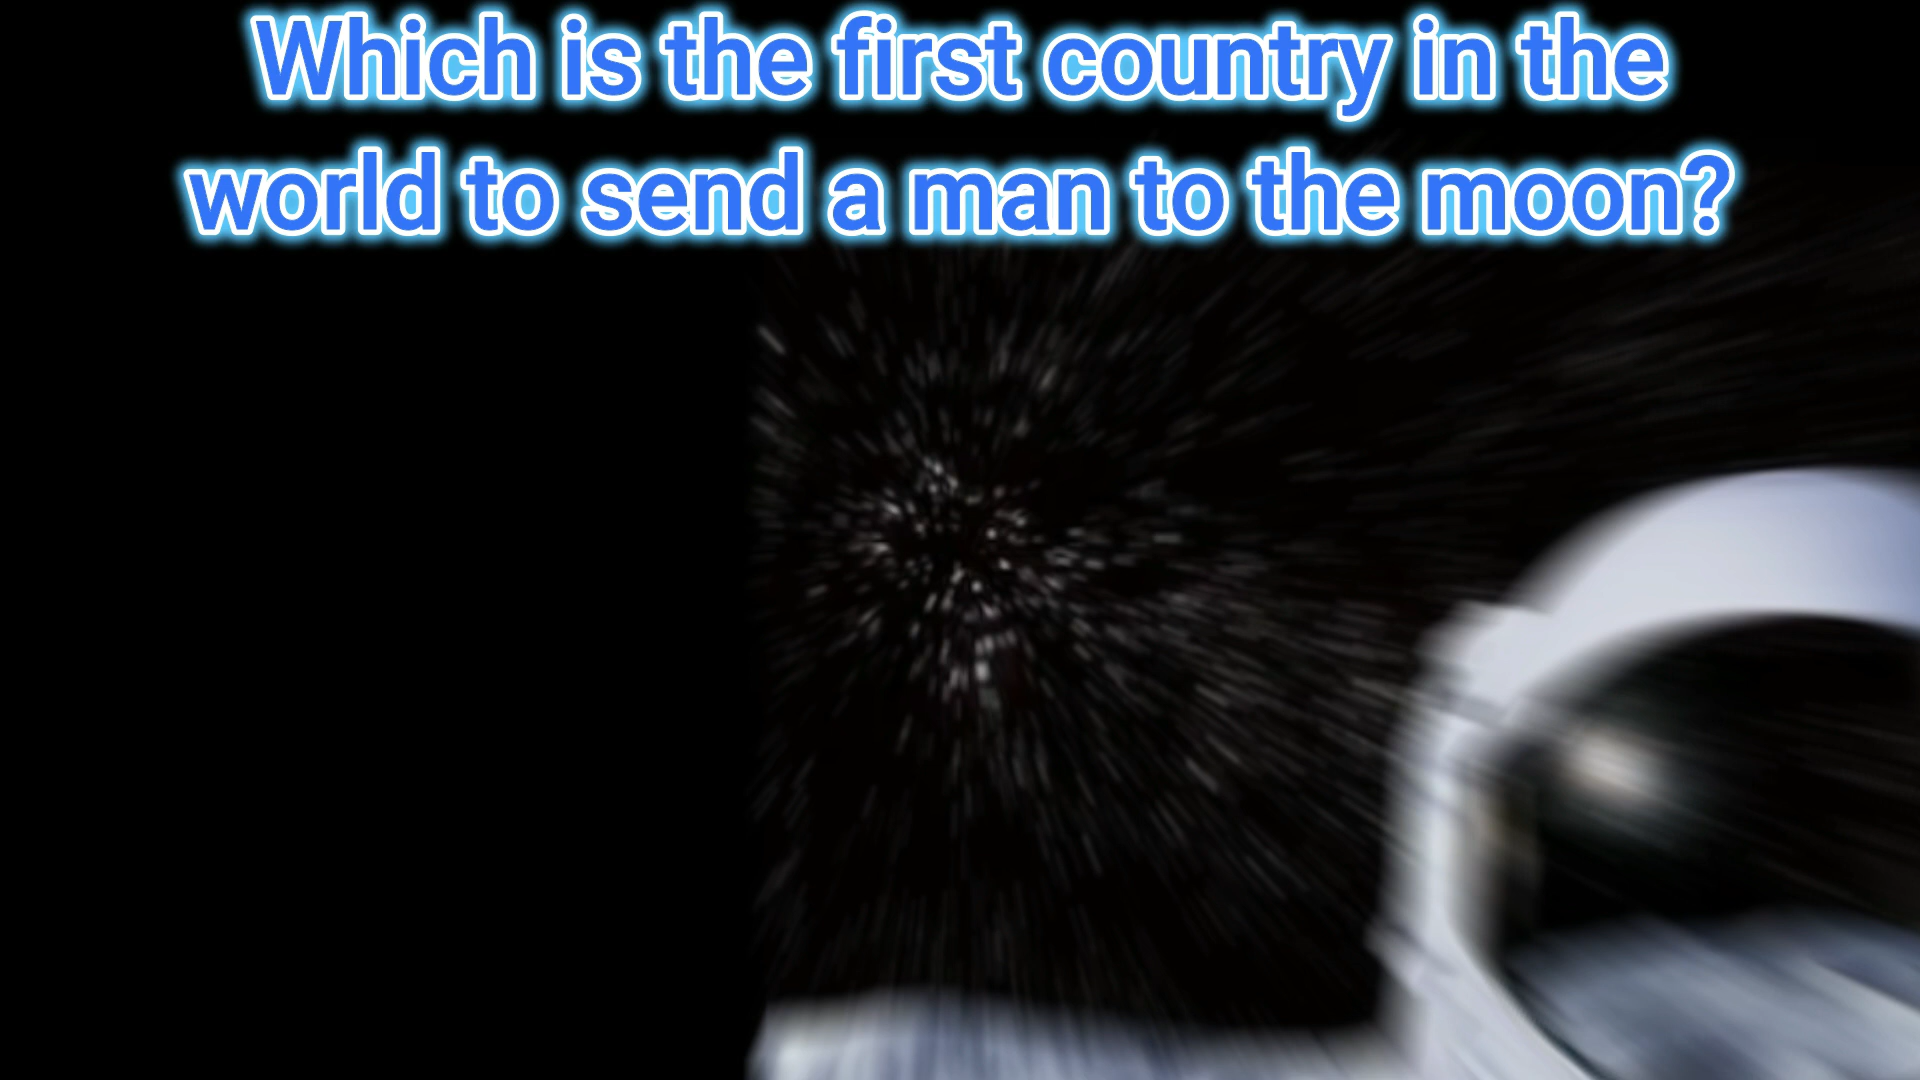 Which is the first country in the
world to send a man to the moon?